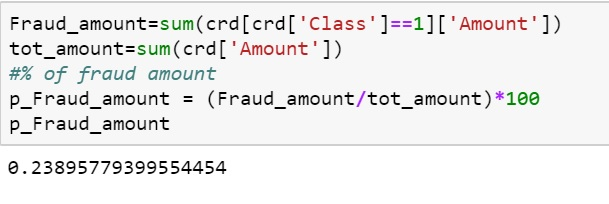 Fraud_amount=sum(crd[crd['Class']==1]['Amount'])
tot_amount=sum(crd['Amount'])
#% of fraud amount
p_Fraud_amount = (Fraud_amount/tot_amount)*100
p_Fraud_amount
0.23895779399554454